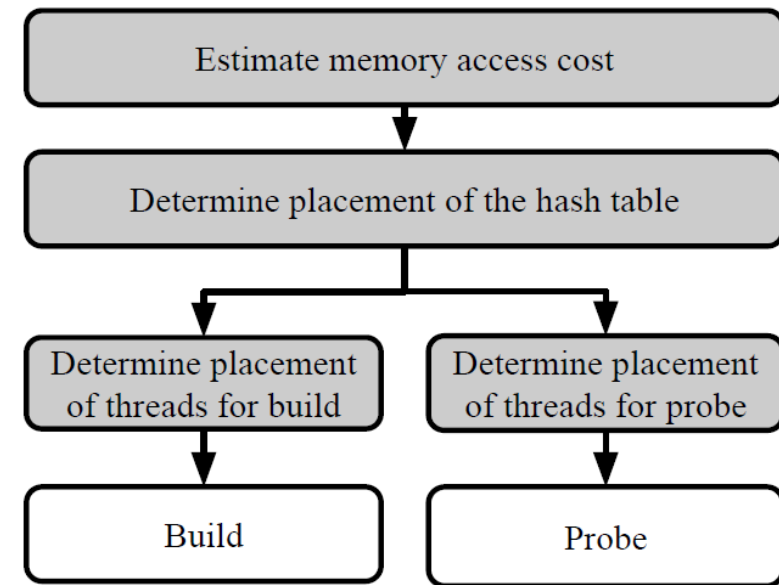 Estimate memory access cost
Determine placement of the hash table
Determine placement
of threads for build
Determine placement
of threads for probe
Build
Probe